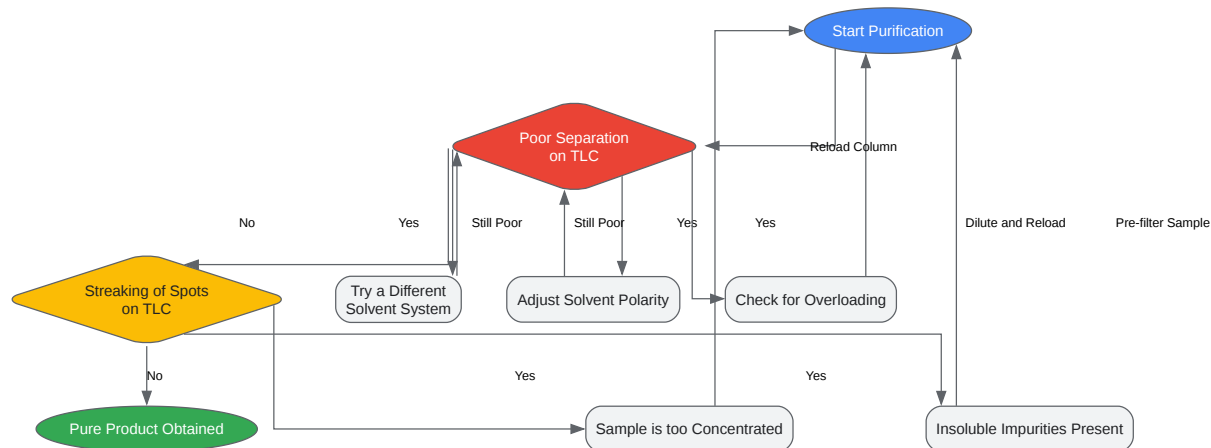 Start Purification
Poor Separation
on TLC
Reload Column
No
Yes
Still Poor
Still Poor
Yes
Yes
Dilute and Reload
Pre-filter Sample
Streaking of Spots
on TLC
Try a Different
Solvent System
Adjust Solvent Polarity
Check for Overloading
No
Yes
Yes
Pure Product Obtained
Sample is too Concentrated
Insoluble Impurities Present